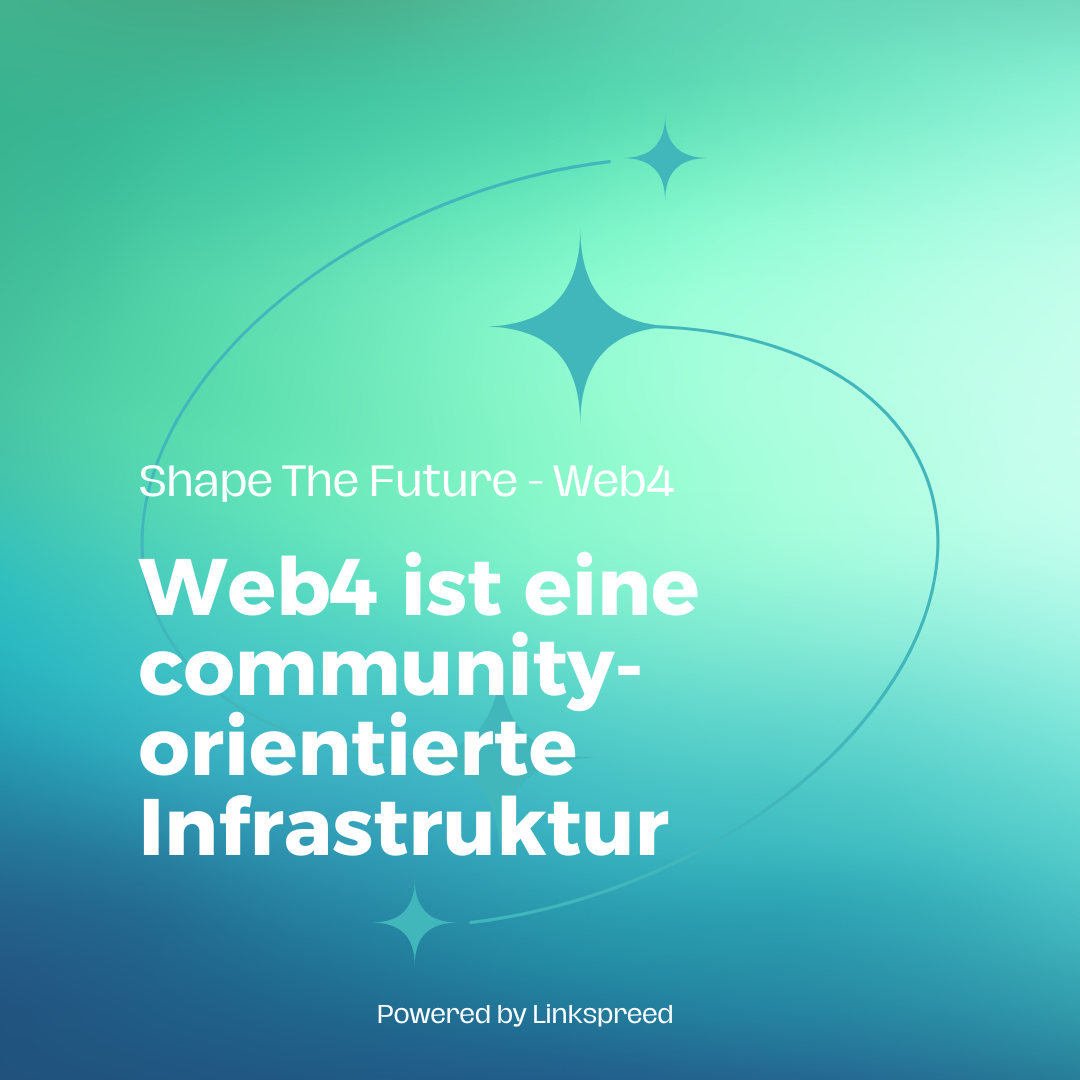 Shape The Future - Web4
Web4 ist eine
community-
orientierte
Infrastruktur
Powered by Linkspreed